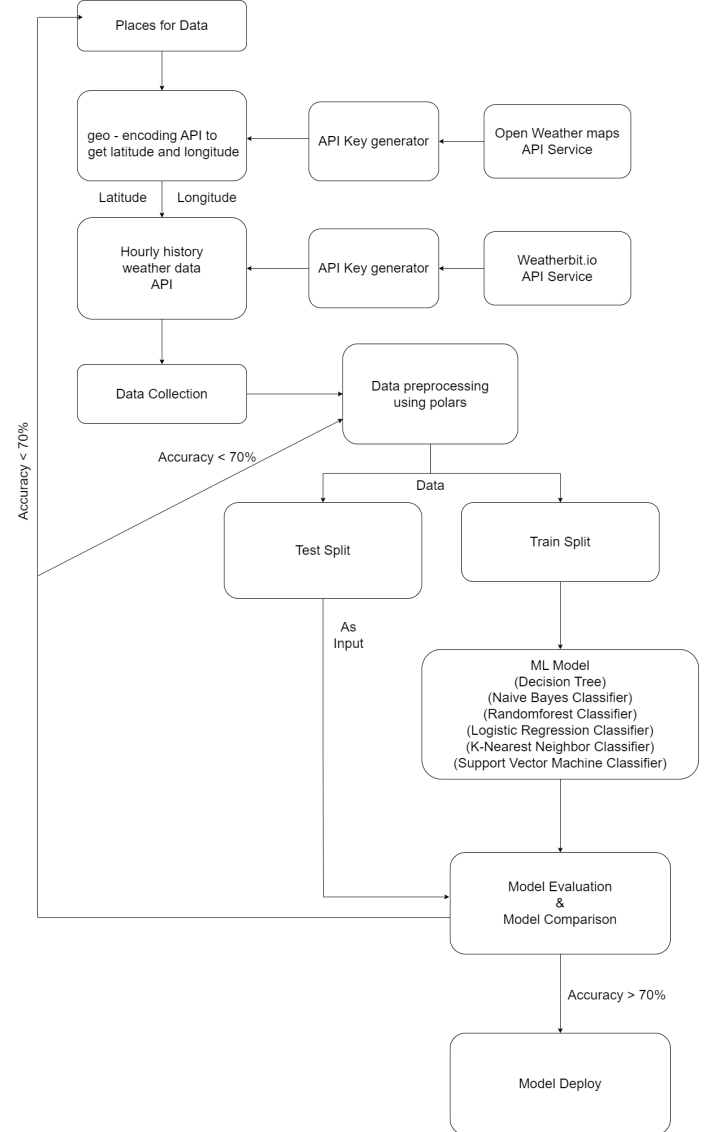 Places for Data
geo - encoding API to
get latitude and longitude
API Key generator
Open Weather maps
API Service
Latitude
Longitude
Hourly history
weather data
API
API Key generator
Weatherbit.io
API Service
Data Collection
Data preprocessing
using polars
Accuracy < 70%
Accuracy < 70%
Data
Test Split
Train Split
As
Input
ML Model
(Decision Tree)
(Naive Bayes Classifier)
(Randomforest Classifier)
(Logistic Regression Classifier)
(K-Nearest Neighbor Classifier)
(Support Vector Machine Classifier)
Model Evaluation
&
Model Comparison
Accuracy > 70%
Model Deploy